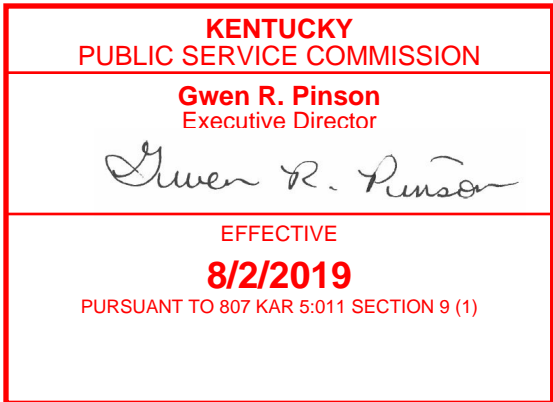 KENTUCKY
PUBLIC SERVICE COMMISSION
Gwen R. Pinson
Executive Director
Gwen R. Pinson
EFFECTIVE
8/2/2019
PURSUANT TO 807 KAR 5:011 SECTION 9 (1)